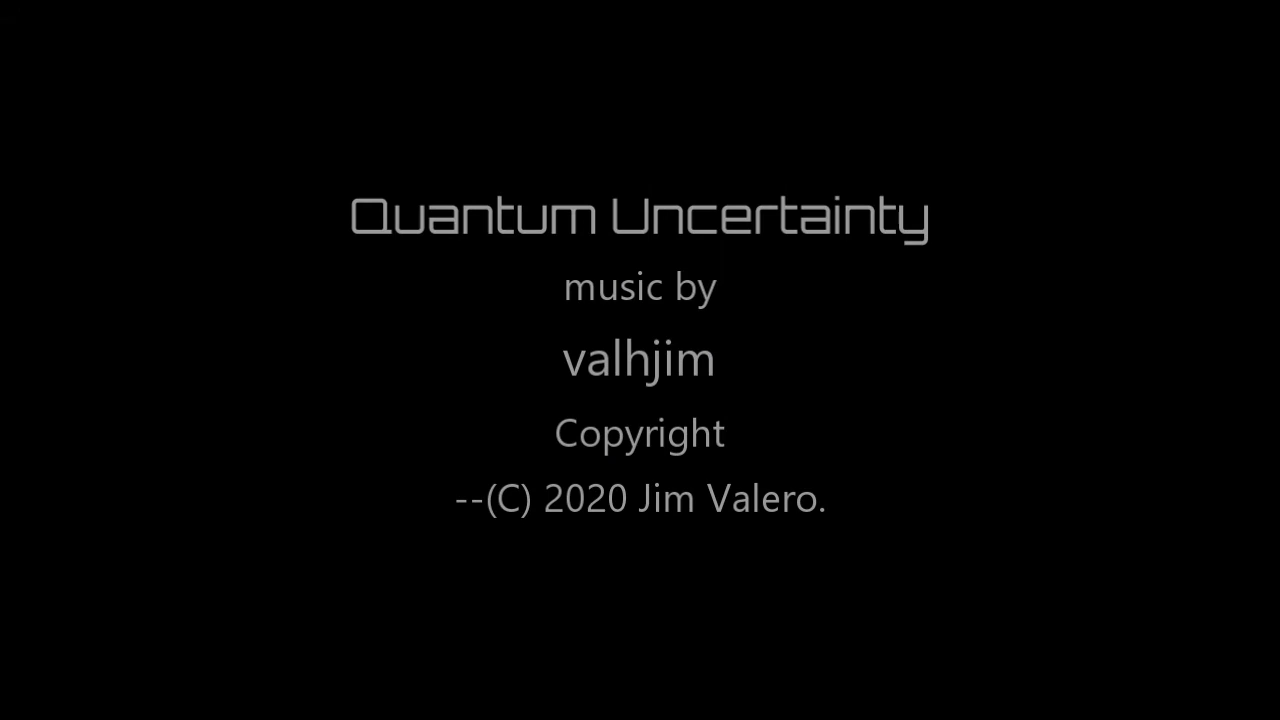 Quantum Uncertainty
music by
valhjim
Copyright
--(C) 2020 Jim Valero.